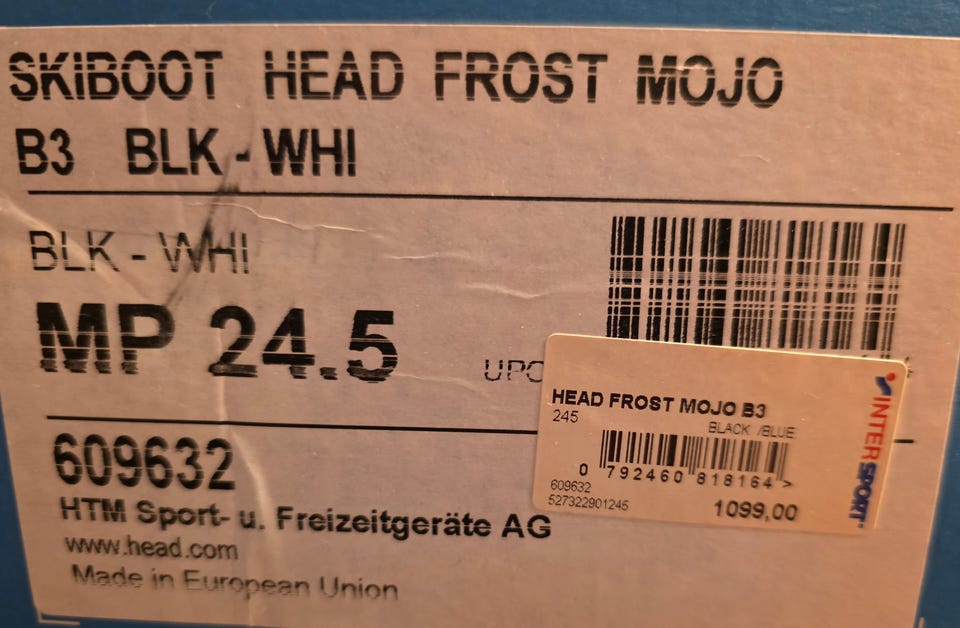 SKIBOOT HEAD FROST MOJO
B3 BLK - WHI
BLK - WHI
MP 24.5
UPC
HEAD FROST MOJO B3
245
BLACK /BLUE
0 792460 818164 >
609632
527322901245
1099,00
INTERSPORT
609632
HTM Sport- u. Freizeitgeräte AG
www.head.com
Made in European Union